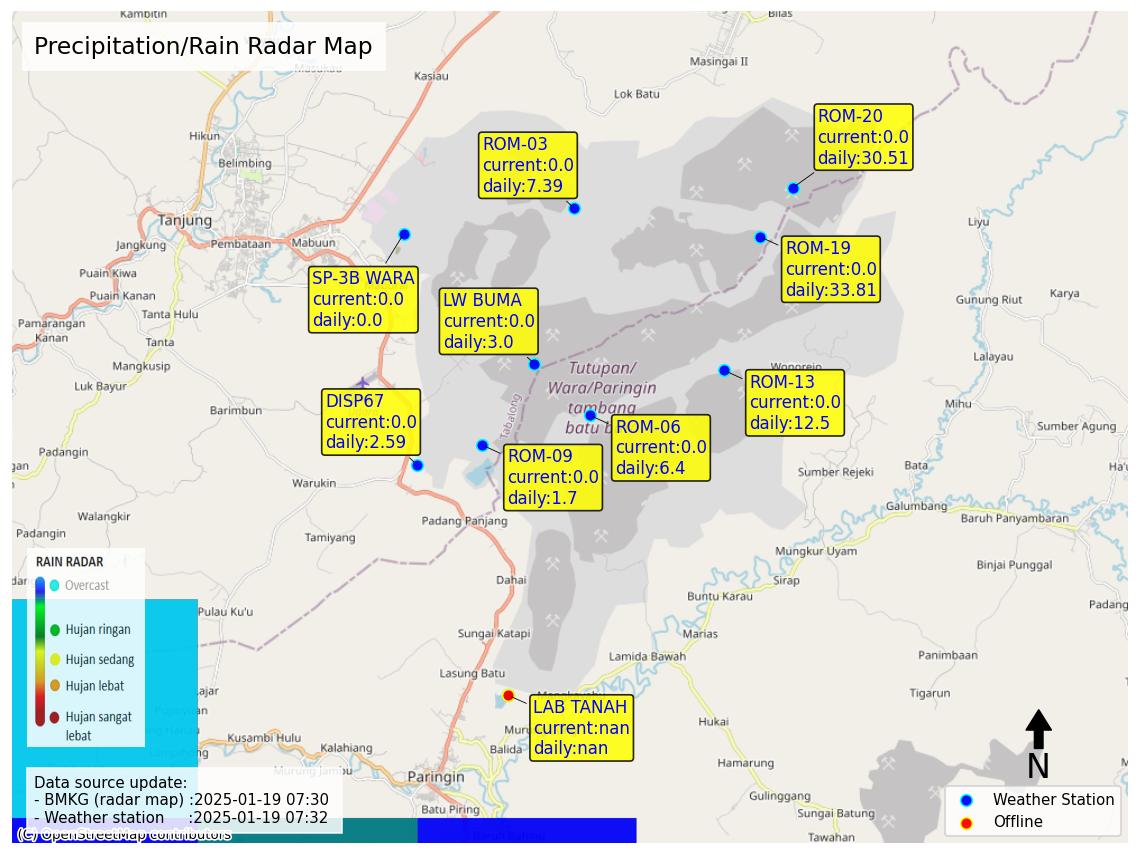 Kambitin
Bilas
Precipitation/Rain Radar Map
Masukau
Kasiau
Masingai II
Lok Batu
ROM-20
current:0.0
daily:30.51
Hikun
Belimbing
ROM-03
current:0.0
daily:7.39
Tanjung
Liyu
Jangkung
Pembataan
Mabuun
ROM-19
current:0.0
daily:33.81
Puain Kiwa
Puain Kanan
SP-3B WARA
current:0.0
daily:0.0
LW BUMA
current:0.0
daily:3.0
Gunung Riut
Karya
Tanta Hulu
Pamarangan
Kanan
Tanta
Mangkusip
Luk Bayur
Lalayau
Tutupan/
Wara/Paringin
tambang
batu b
Wonorejo
ROM-13
current:0.0
daily:12.5
Barimbun
DISP67
current:0.0
daily:2.59
Tabalong
Mihu
ROM-06
current:0.0
daily:6.4
Sumber Agung
Padangin
gan
ROM-09
current:0.0
daily:1.7
Bata
Sumber Rejeki
Warukin
Galumbang
Baruh Panyambaran
Walangkir
Padang Panjang
Padangin
Tamiyang
Mungkur Uyam
Binjai Punggal
RAIN RADAR
Overcast
Hujan ringan
Hujan sedang
Hujan lebat
Hujan sangat
lebat
Dahai
Sirap
Buntu Karau
Padang
Pulau Ku'u
Sungai Katapi
Marias
Lamida Bawah
Panimbaan
Lasung Batu
Tigarun
LAB TANAH
current:nan
daily:nan
Hukai
Kusambi Hulu
Kalahiang
Balida
Hamarung
N
Murung Jambu
Paringin
Data source update:
- BMKG (radar map) :2025-01-19 07:30
- Weather station :2025-01-19 07:32
Gulinggang
Batu Piring
Sungai Batung
Tawahan
Weather Station
Offline
(C) OpenStreetMap contributors
Baruh Bahinu